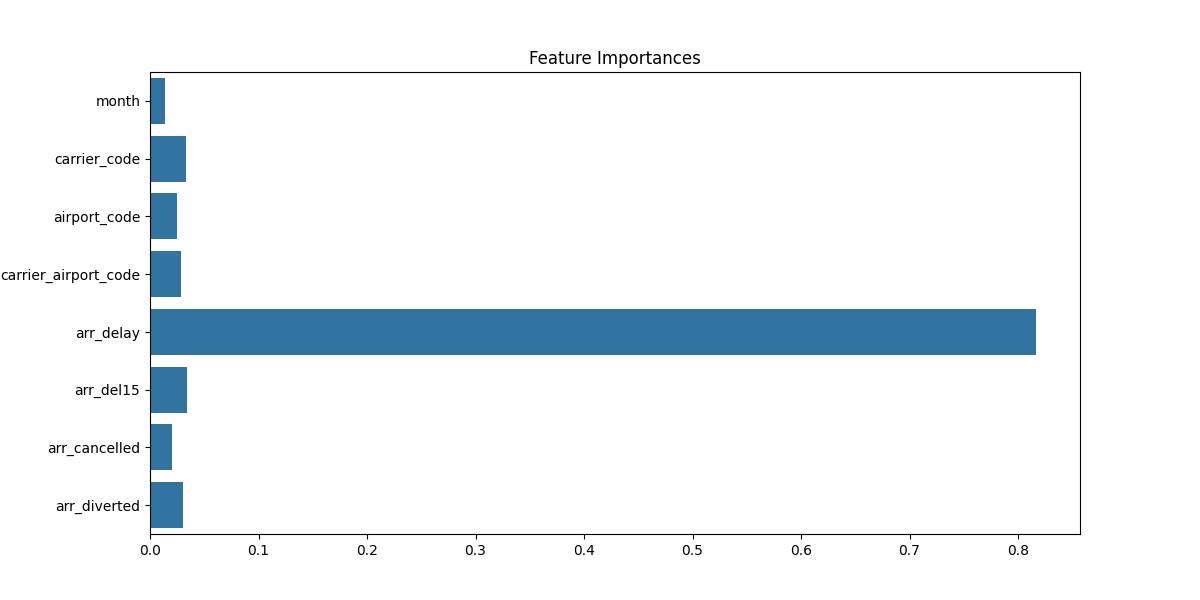 Feature Importances
month
carrier_code
airport_code
carrier_airport_code
arr_delay
arr_del15
arr_cancelled
arr_diverted
0.0 0.1 0.2 0.3 0.4 0.5 0.6 0.7 0.8